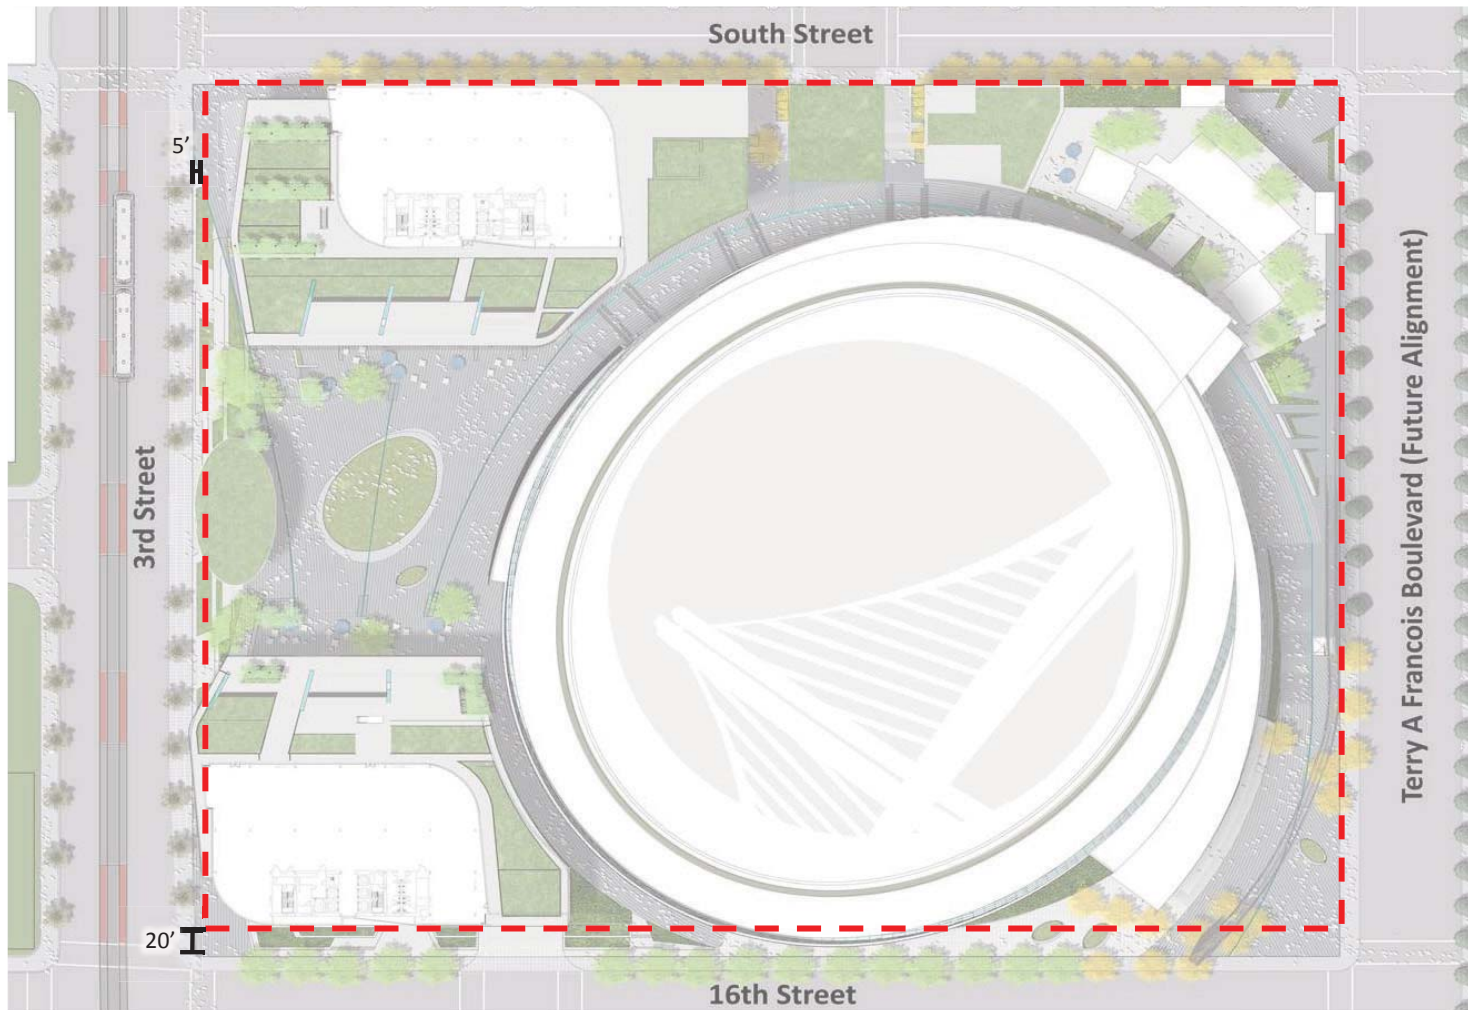 South Street
5’
3rd Street
Terry A Francois Boulevard (Future Alignment)
20’
16th Street